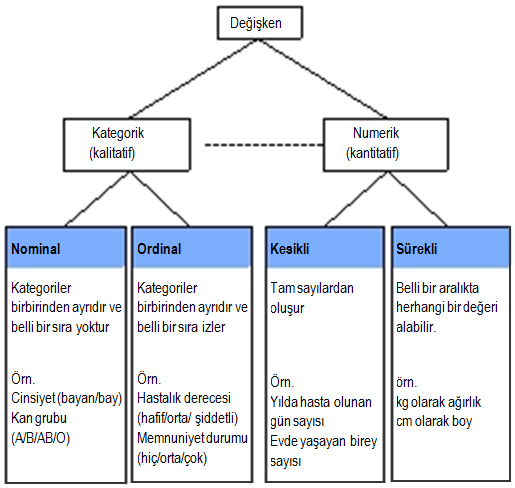 Değişken
Kategorik
(kalitatif)
Numerik
(kantitatif)
Nominal
Kategoriler
birbirinden ayrıdır ve
belli bir sıra yoktur
Örn.
Cinsiyet (bayan/bay)
Kan grubu
(A/B/AB/O)
Ordinal
Kategoriler
birbirinden ayrıdır ve
belli bir sıra izler
Örn.
Hastalık derecesi
(hafif/orta/ şiddetli)
Memnuniyet durumu
(hiç/orta/çok)
Kesikli
Tam sayılardan
oluşur
Örn.
Yılda hasta olunan
gün sayısı
Evde yaşayan birey
sayısı
Sürekli
Belli bir aralıkta
herhangi bir değeri
alabilir.
örn.
kg olarak ağırlık
cm olarak boy